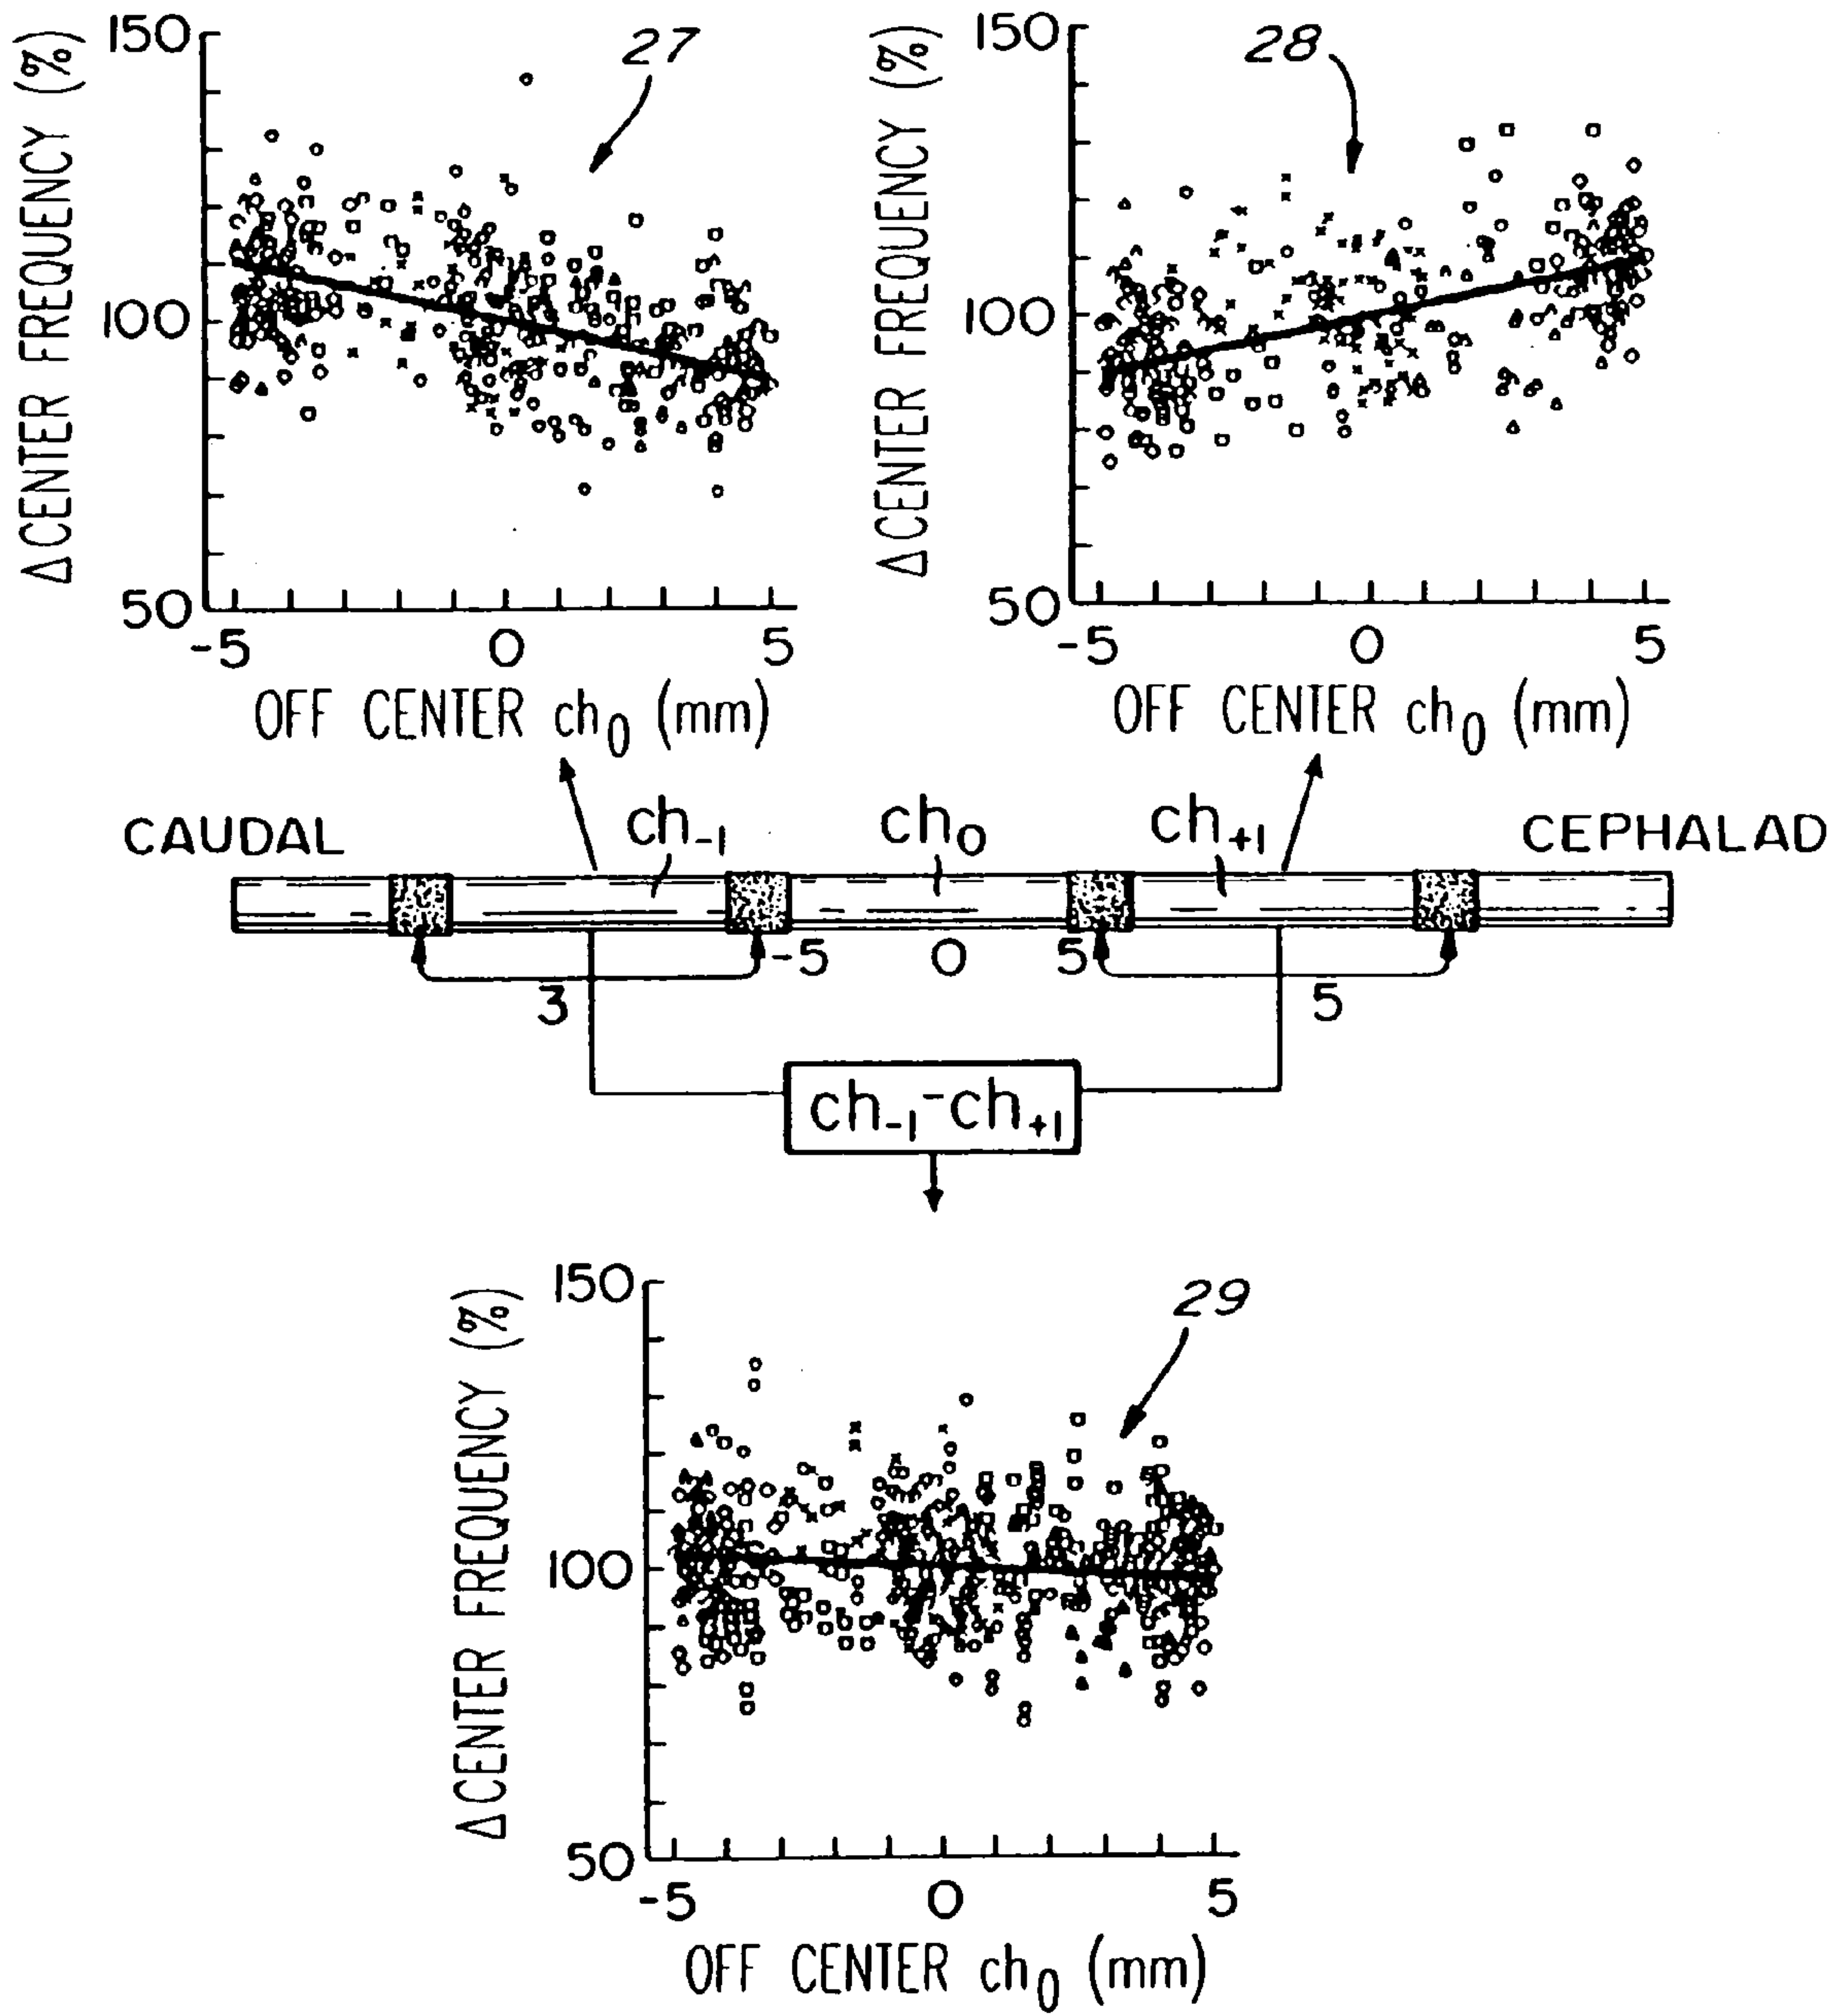 150
27
ΔCENTER FREQUENCY (%)
100
50
-5 0 5
OFF CENTER ch0 (mm)
150
28
ΔCENTER FREQUENCY (%)
100
50
-5 0 5
OFF CENTER ch0 (mm)
CAUDAL
ch-1
ch0
ch+1
CEPHALAD
-5 0 5
3
5
ch-1-ch+1
150
29
ΔCENTER FREQUENCY (%)
100
50
-5 0 5
OFF CENTER ch0 (mm)